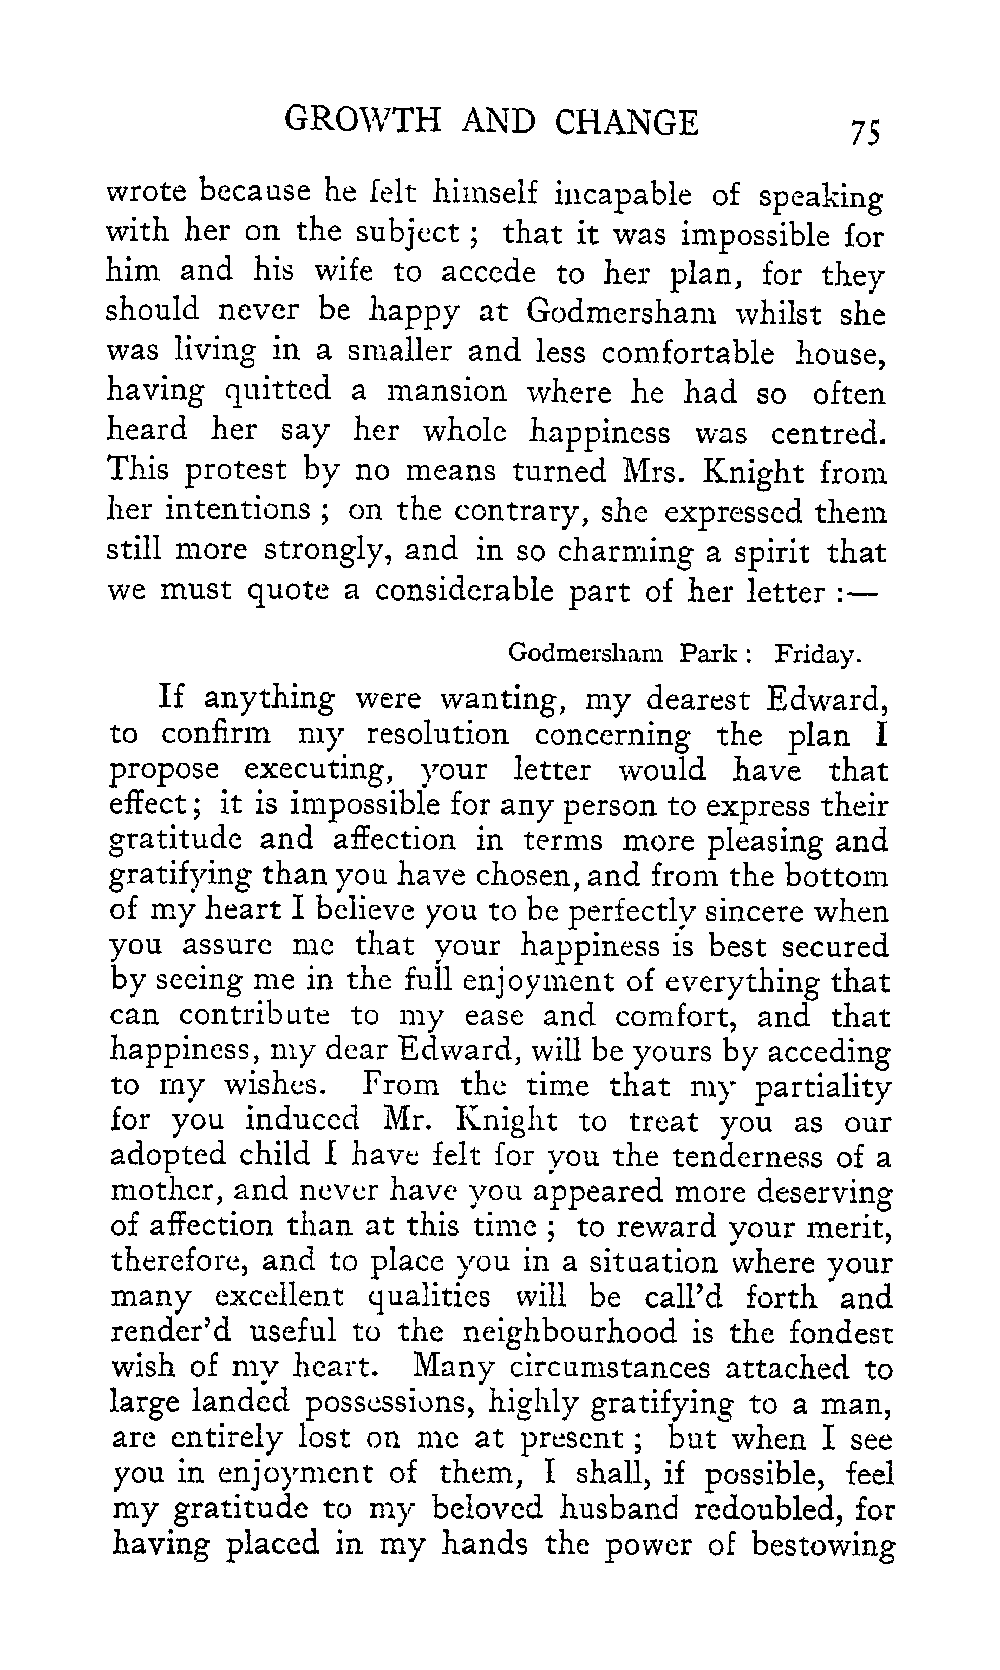 GROWTH AND CHANGE 75
wrote because he felt himself incapable of speaking
with her on the subject ; that it was impossible for
him and his wife to accede to her plan, for they
should never be happy at Godmersham whilst she
was living in a smaller and less comfortable house,
having quitted a mansion where he had so often
heard her say her whole happiness was centred.
This protest by no means turned Mrs. Knight from
her intentions ; on the contrary, she expressed them
still more strongly, and in so charming a spirit that
we must quote a considerable part of her letter :—
Godmersham Park : Friday.
If anything were wanting, my dearest Edward,
to confirm my resolution concerning the plan I
propose executing, your letter would have that
effect ; it is impossible for any person to express their
gratitude and affection in terms more pleasing and
gratifying than you have chosen, and from the bottom
of my heart I believe you to be perfectly sincere when
you assure me that your happiness is best secured
by seeing me in the full enjoyment of everything that
can contribute to my ease and comfort, and that
happiness, my dear Edward, will be yours by acceding
to my wishes. From the time that my partiality
for you induced Mr. Knight to treat you as our
adopted child I have felt for you the tenderness of a
mother, and never have you appeared more deserving
of affection than at this time ; to reward your merit,
therefore, and to place you in a situation where your
many excellent qualities will be call'd forth and
render'd useful to the neighbourhood is the fondest
wish of my heart. Many circumstances attached to
large landed possessions, highly gratifying to a man,
are entirely lost on me at present ; but when I see
you in enjoyment of them, I shall, if possible, feel
my gratitude to my beloved husband redoubled, for
having placed in my hands the power of bestowing